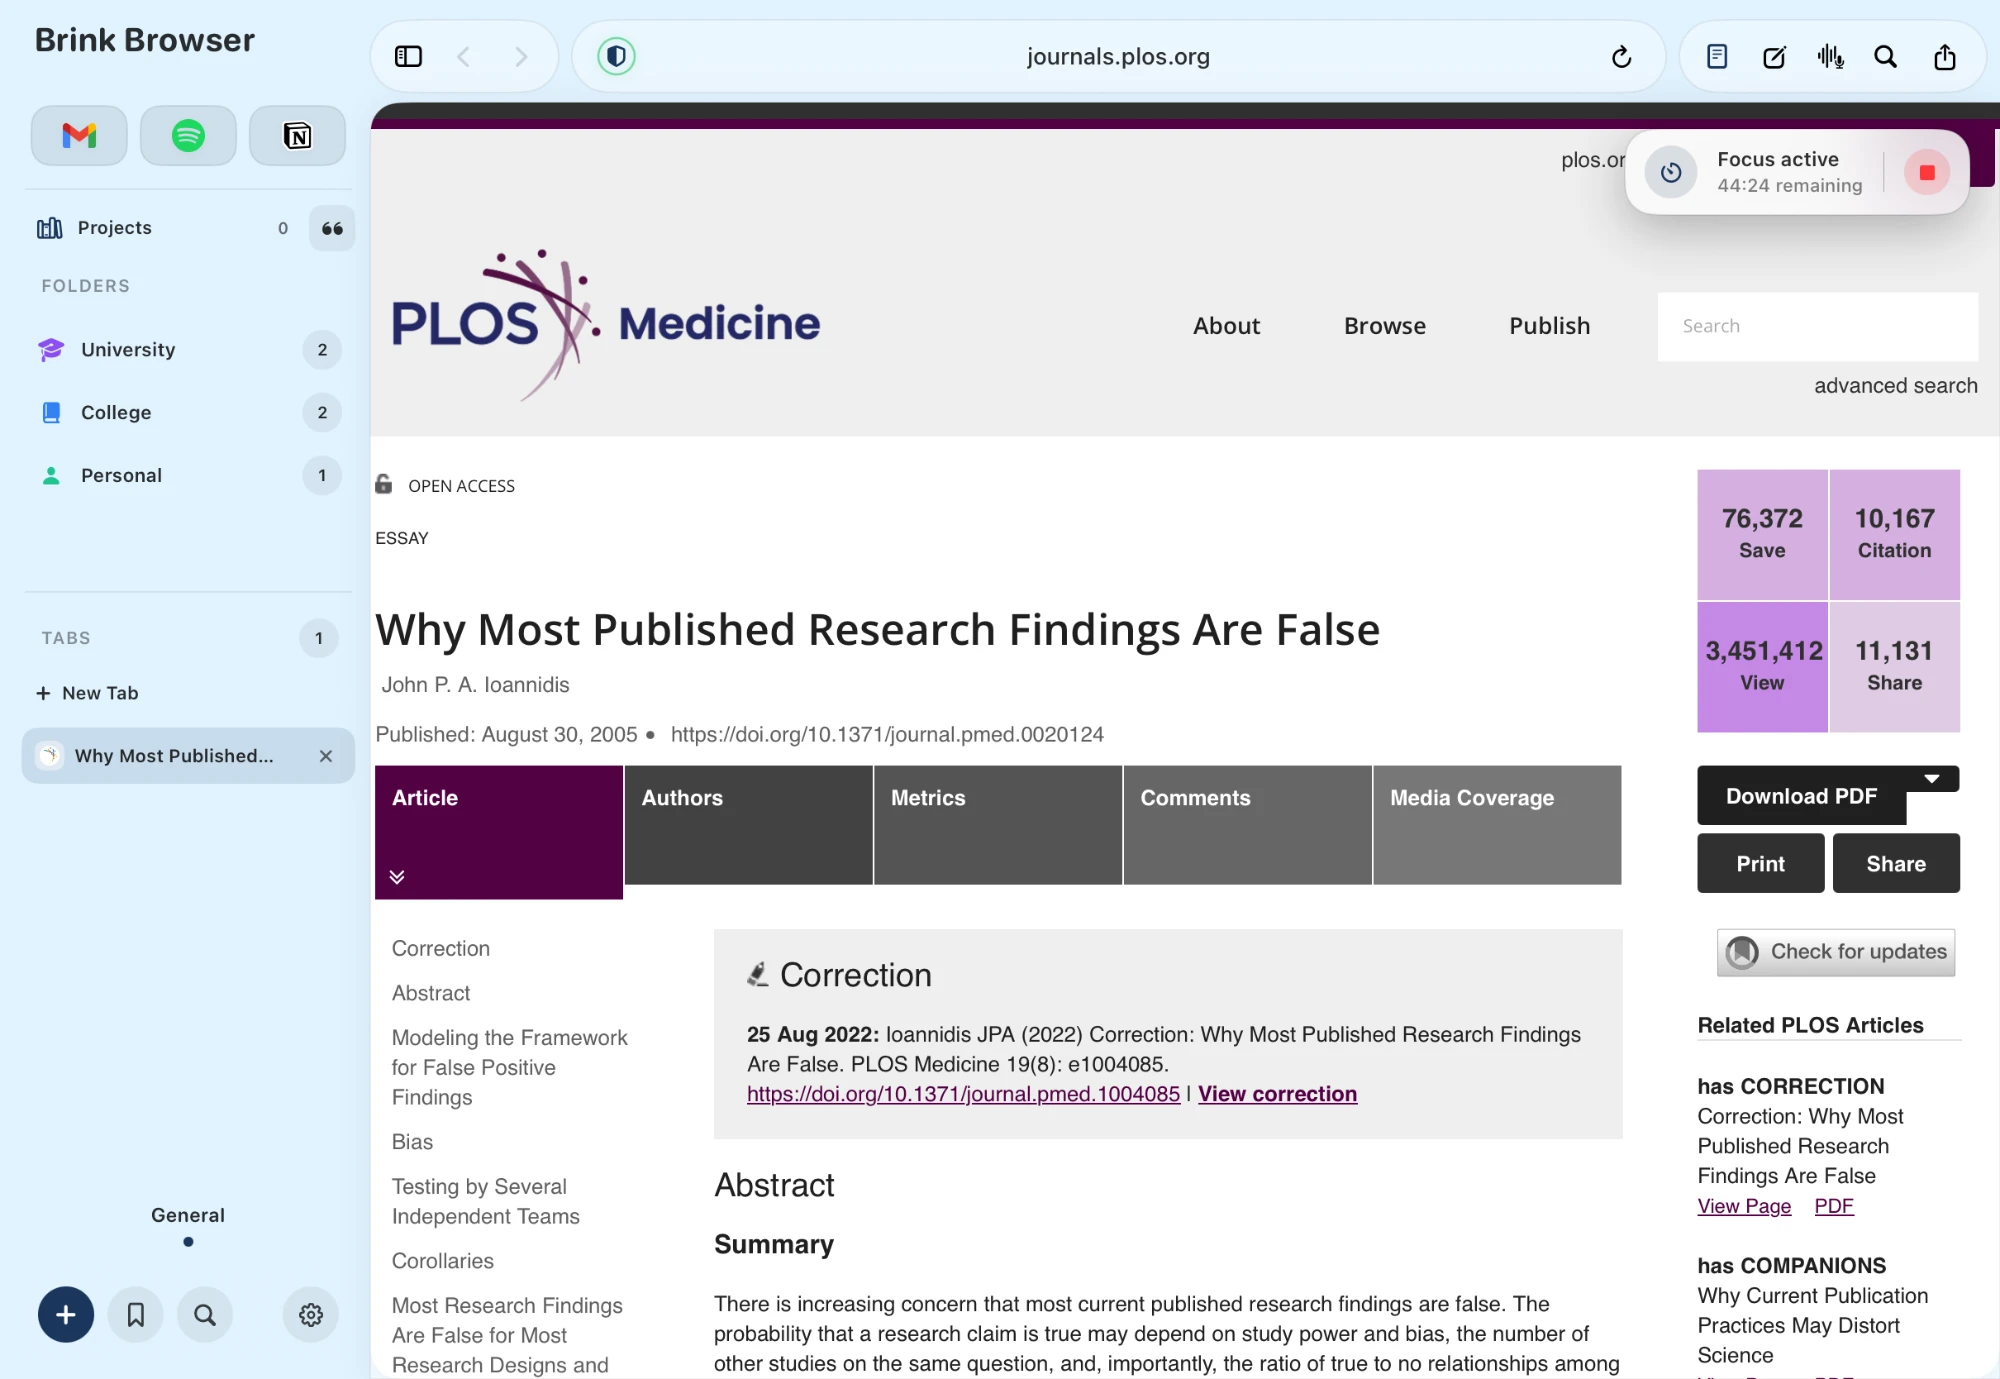 Brink Browser
journals.plos.org
Projects
0
FOLDERS
University
2
College
2
Personal
1
TABS
1
+ New Tab
Why Most Published...
General
plos.or
Focus active
44:24 remaining
PLOS Medicine
About
Browse
Publish
Search
advanced search
OPEN ACCESS
ESSAY
Why Most Published Research Findings Are False
John P. A. Ioannidis
Published: August 30, 2005 • https://doi.org/10.1371/journal.pmed.0020124
76,372
Save
10,167
Citation
3,451,412
View
11,131
Share
Article
Authors
Metrics
Comments
Media Coverage
Download PDF
Print
Share
Check for updates
Correction
Abstract
Modeling the Framework
for False Positive
Findings
Bias
Testing by Several
Independent Teams
Corollaries
Most Research Findings
Are False for Most
Research Designs and
Correction
25 Aug 2022: Ioannidis JPA (2022) Correction: Why Most Published Research Findings
Are False. PLOS Medicine 19(8): e1004085.
https://doi.org/10.1371/journal.pmed.1004085 | View correction
Abstract
Summary
There is increasing concern that most current published research findings are false. The
probability that a research claim is true may depend on study power and bias, the number of
other studies on the same question, and, importantly, the ratio of true to no relationships among
Related PLOS Articles
has CORRECTION
Correction: Why Most
Published Research
Findings Are False
View Page PDF
has COMPANIONS
Why Current Publication
Practices May Distort
Science